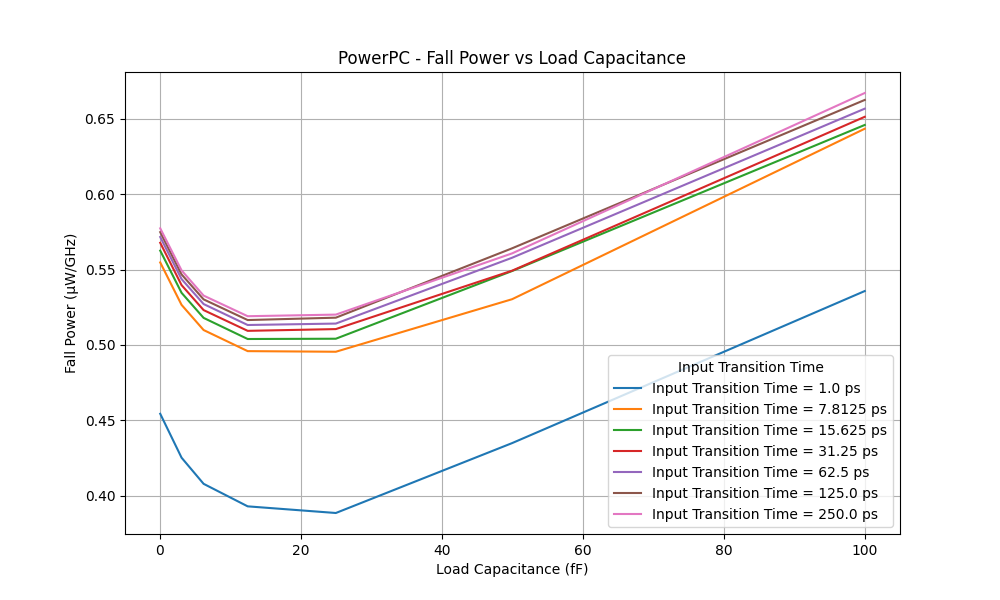 PowerPC - Fall Power vs Load Capacitance
Fall Power (μW/GHz)
0.65
0.60
0.55
0.50
0.45
0.40
0
20
40
60
80
100
Load Capacitance (fF)
Input Transition Time
Input Transition Time = 1.0 ps
Input Transition Time = 7.8125 ps
Input Transition Time = 15.625 ps
Input Transition Time = 31.25 ps
Input Transition Time = 62.5 ps
Input Transition Time = 125.0 ps
Input Transition Time = 250.0 ps